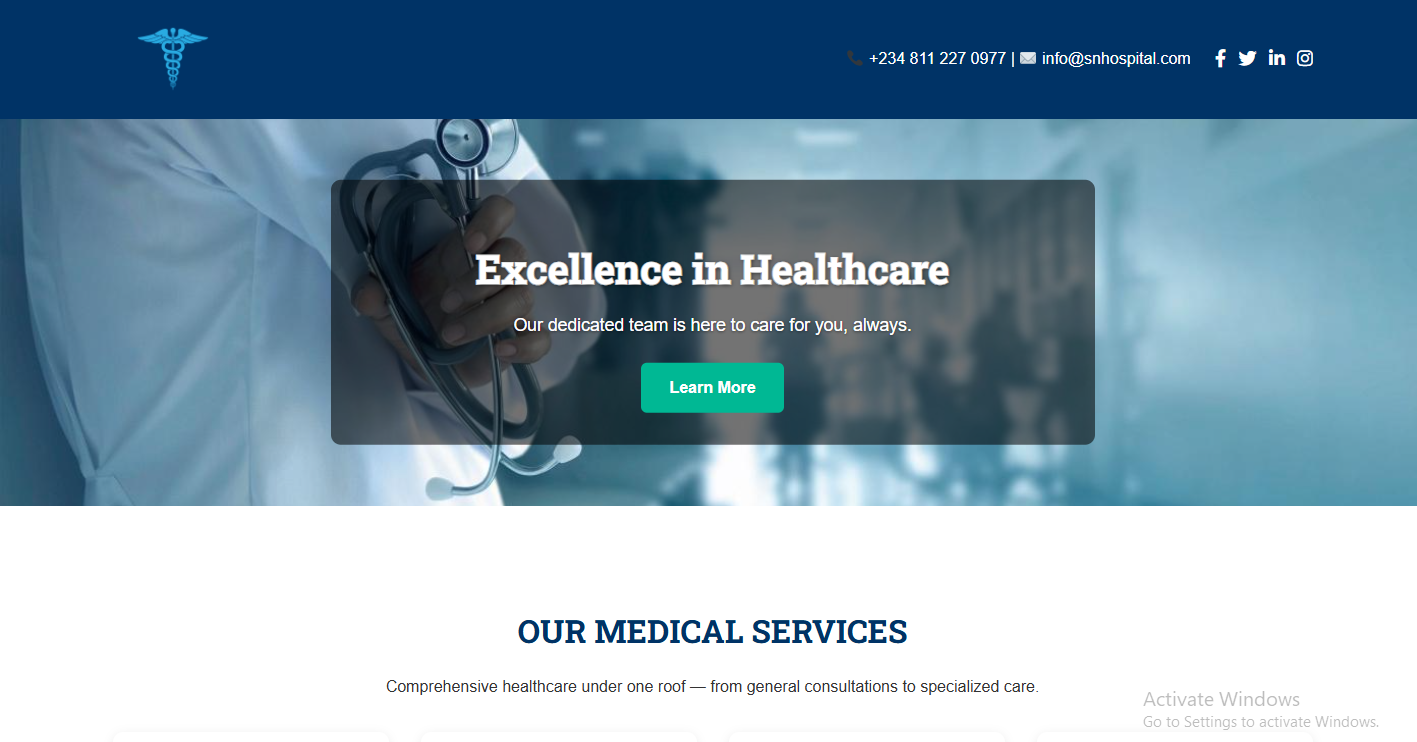 +234 811 227 0977 | info@snhospital.com
Excellence in Healthcare
Our dedicated team is here to care for you, always.
Learn More
OUR MEDICAL SERVICES
Comprehensive healthcare under one roof — from general consultations to specialized care.
Activate Windows
Go to Settings to activate Windows.